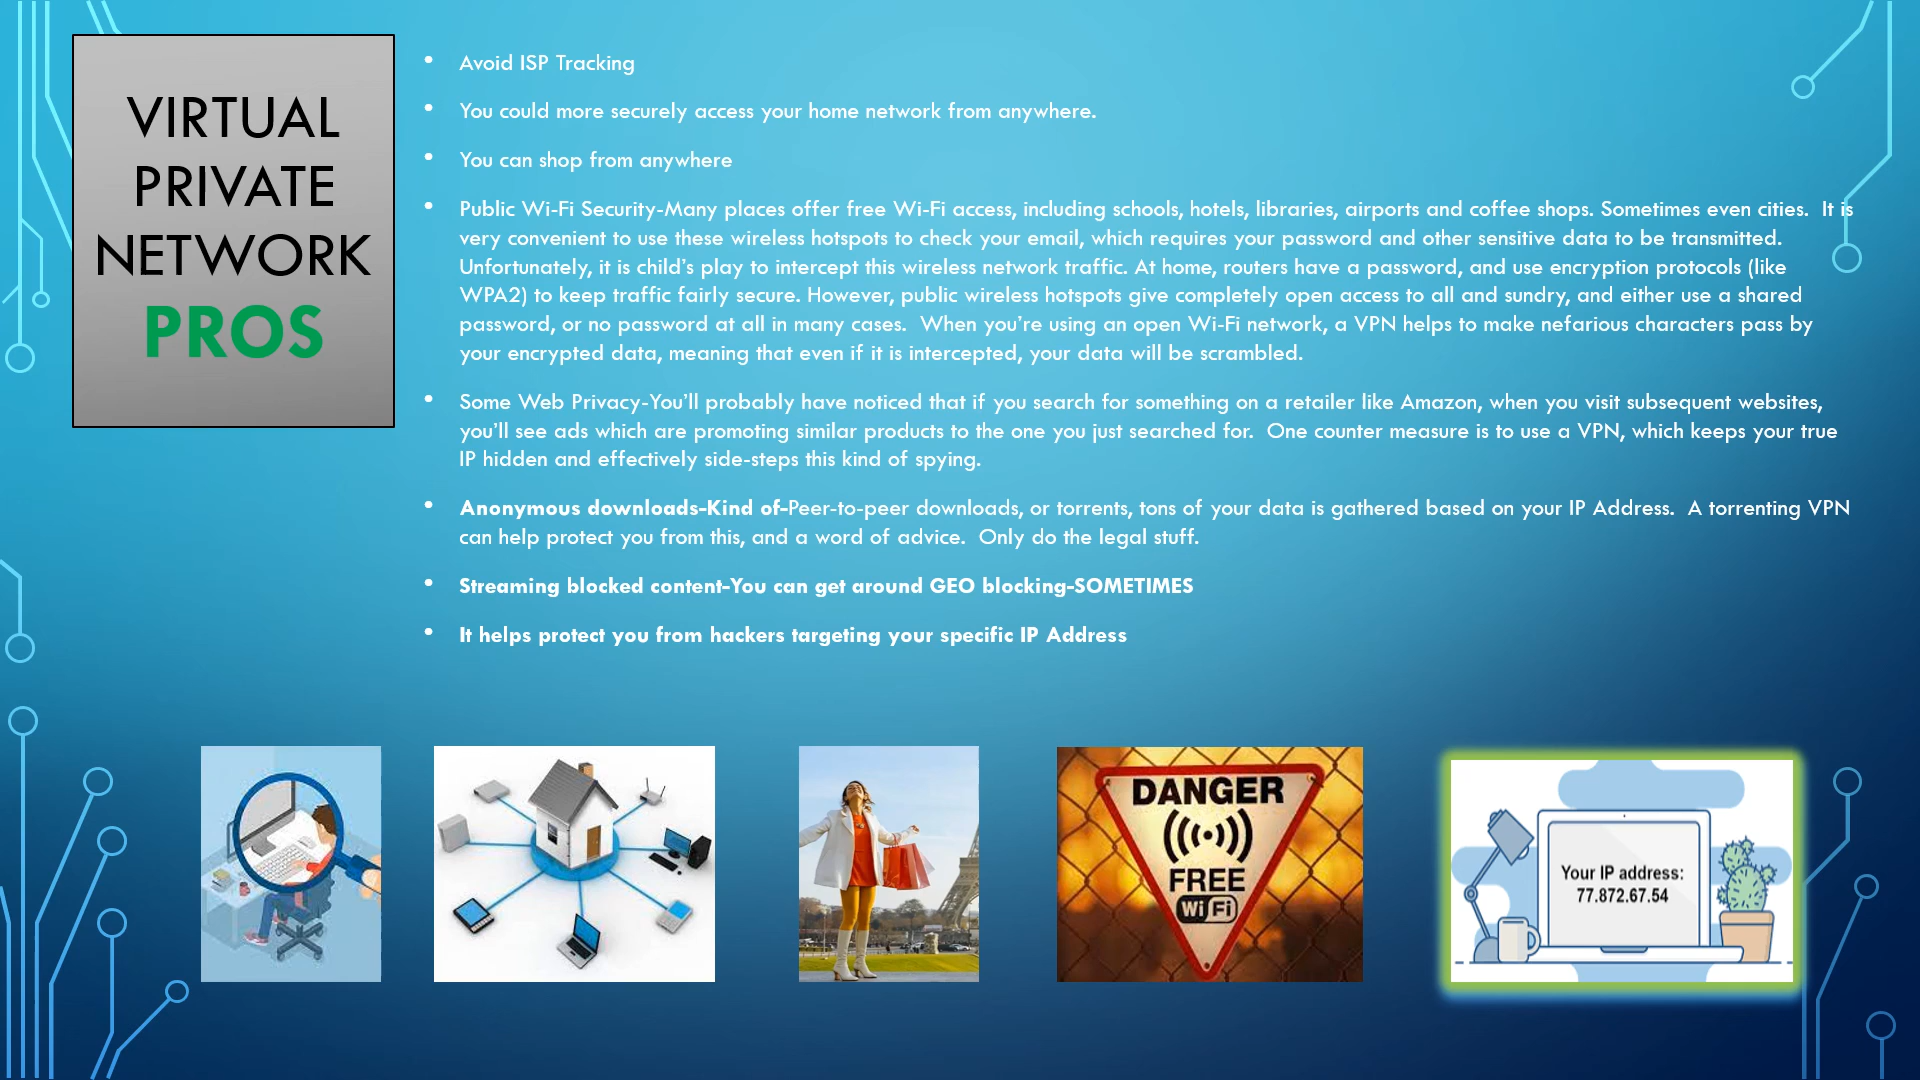 VIRTUAL
PRIVATE
NETWORK
PROS
• Avoid ISP Tracking
• You could more securely access your home network from anywhere.
• You can shop from anywhere
• Public Wi-Fi Security-Many places offer free Wi-Fi access, including schools, hotels, libraries, airports and coffee shops. Sometimes even cities.  It is
very convenient to use these wireless hotspots to check your email, which requires your password and other sensitive data to be transmitted.
Unfortunately, it is child's play to intercept this wireless network traffic. At home, routers have a password, and use encryption protocols (like
WPA2) to keep traffic fairly secure. However, public wireless hotspots give completely open access to all and sundry, and either use a shared
password, or no password at all in many cases.  When you're using an open Wi-Fi network, a VPN helps to make nefarious characters pass by
your encrypted data, meaning that even if it is intercepted, your data will be scrambled.
• Some Web Privacy-You'll probably have noticed that if you search for something on a retailer like Amazon, when you visit subsequent websites,
you'll see ads which are promoting similar products to the one you just searched for.  One counter measure is to use a VPN, which keeps your true
IP hidden and effectively side-steps this kind of spying.
• Anonymous downloads-Kind of-Peer-to-peer downloads, or torrents, tons of your data is gathered based on your IP Address.  A torrenting VPN
can help protect you from this, and a word of advice.  Only do the legal stuff.
• Streaming blocked content-You can get around GEO blocking-SOMETIMES
• It helps protect you from hackers targeting your specific IP Address
DANGER
FREE
Wi Fi
Your IP address:
77.872.67.54